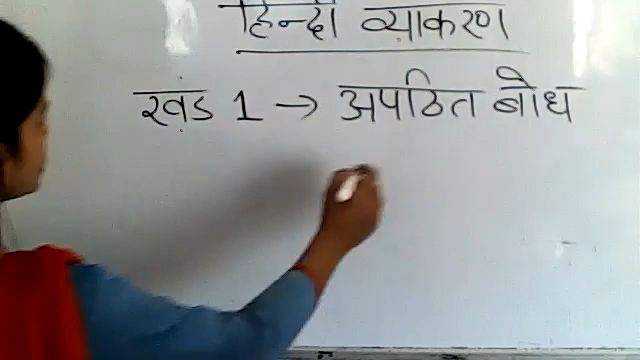 हिन्दी व्याकरण
खंड 1 → अपठित बोध